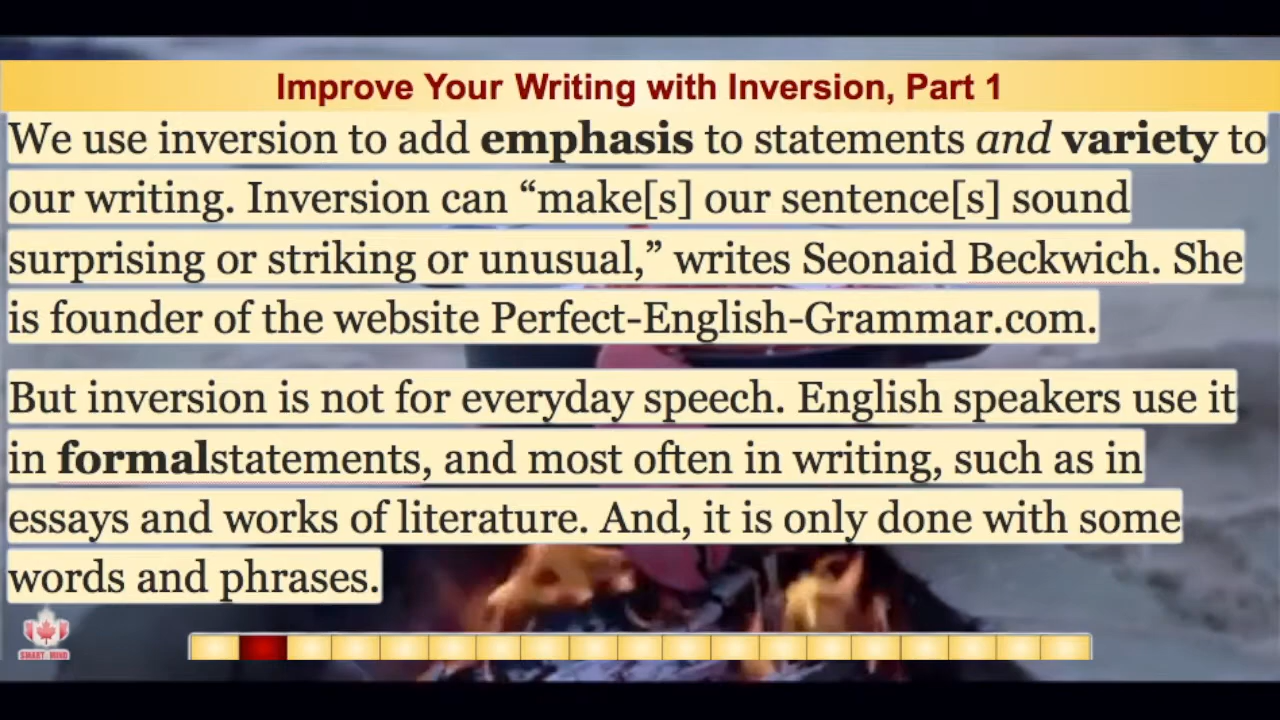 Improve Your Writing with Inversion, Part 1
We use inversion to add emphasis to statements and variety to
our writing. Inversion can “make[s] our sentence[s] sound
surprising or striking or unusual,” writes Seonaid Beckwich. She
is founder of the website Perfect-English-Grammar.com.
But inversion is not for everyday speech. English speakers use it
in formalstatements, and most often in writing, such as in
essays and works of literature. And, it is only done with some
words and phrases.
SMART MIND